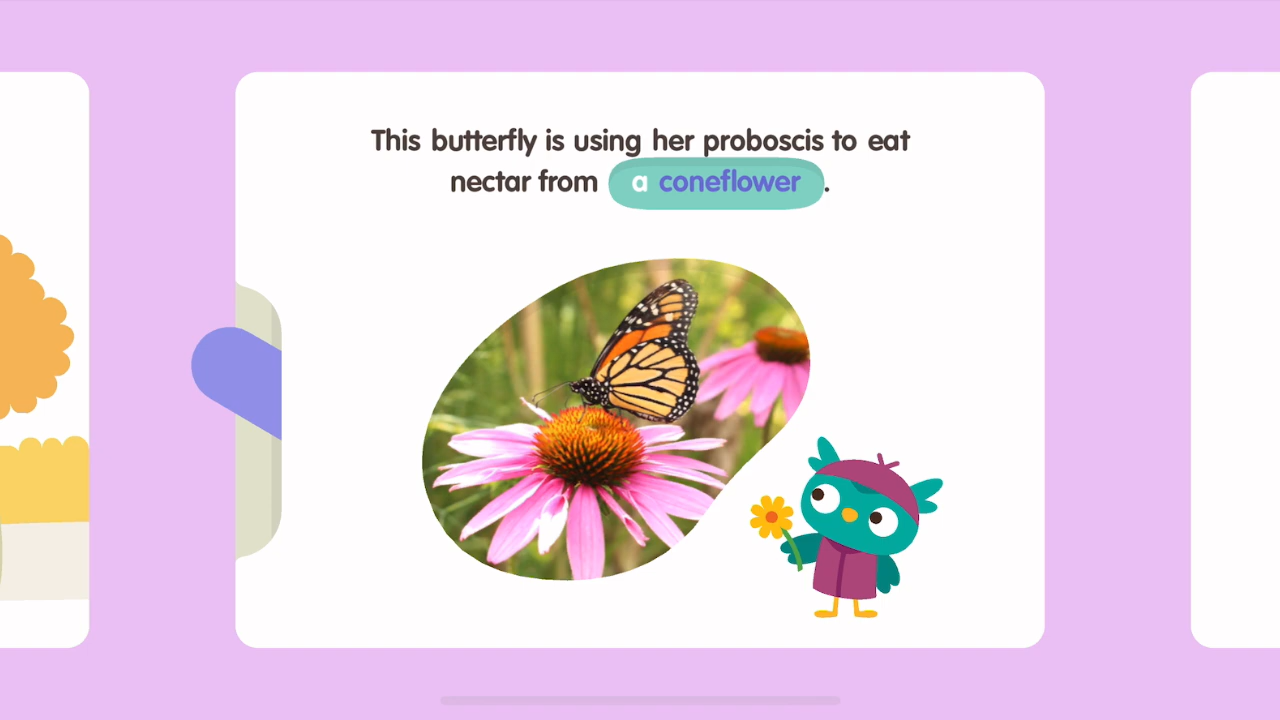 This butterfly is using her proboscis to eat
nectar from a coneflower.